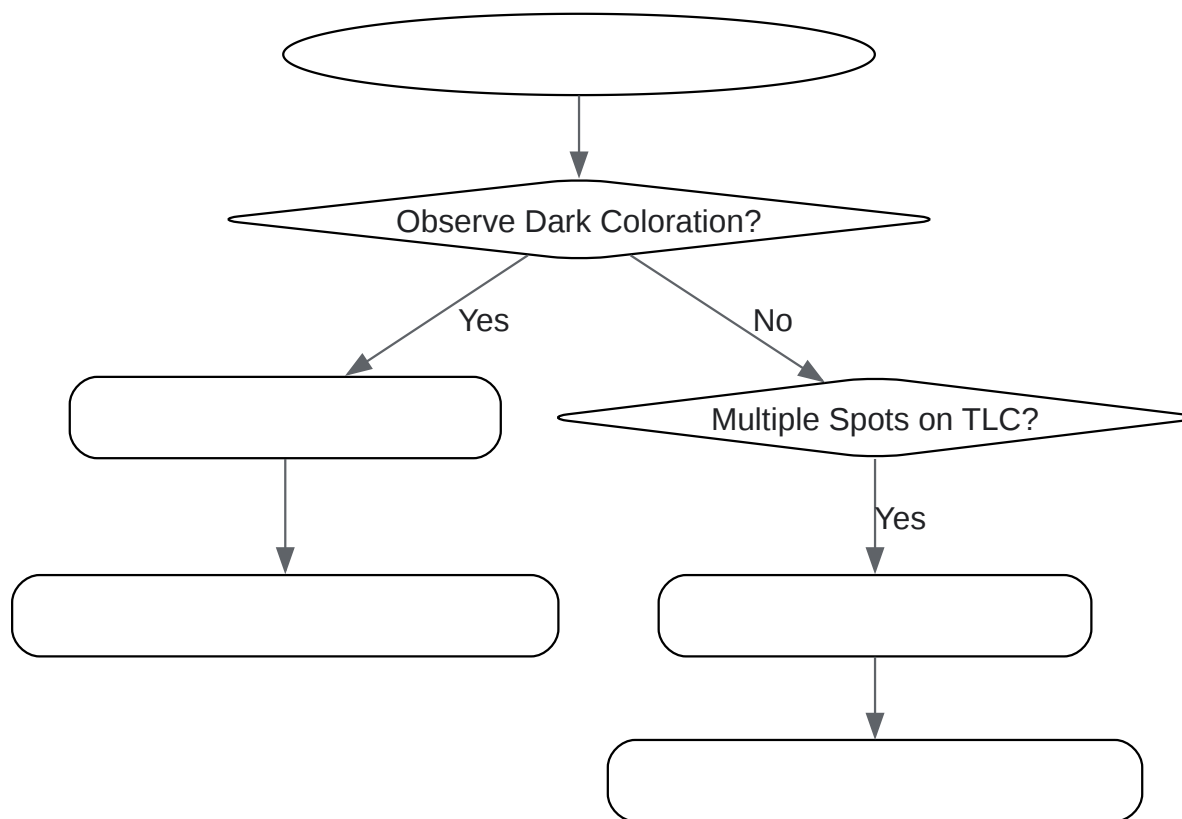 Observe Dark Coloration?
Yes
No
Multiple Spots on TLC?
Yes